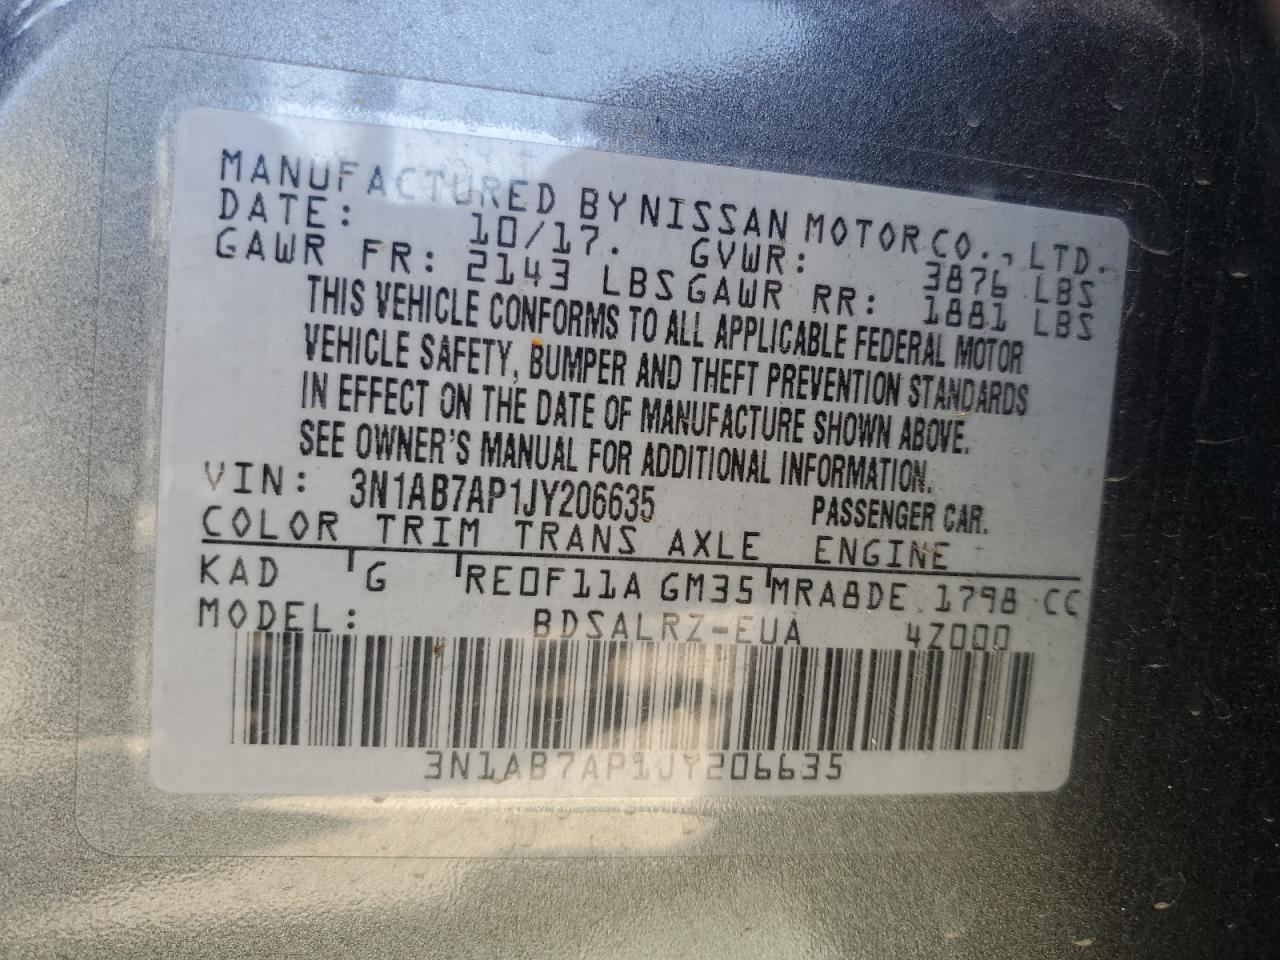 MANUFACTURED BY NISSAN MOTOR CO., LTD.
DATE: 10/17. GVWR: 3876 LBS
GAWR FR: 2143 LBS GAWR RR: 1881 LBS
THIS VEHICLE CONFORMS TO ALL APPLICABLE FEDERAL MOTOR
VEHICLE SAFETY, BUMPER AND THEFT PREVENTION STANDARDS
IN EFFECT ON THE DATE OF MANUFACTURE SHOWN ABOVE.
SEE OWNER'S MANUAL FOR ADDITIONAL INFORMATION.
VIN: 3N1AB7AP1JY206635 PASSENGER CAR.
COLOR TRIM TRANS AXLE ENGINE
KAD G RE0F11A GM35 MRA8DE 1798 CC
MODEL: BDSALRZ-EUA 4Z000
3N1AB7AP1JY206635